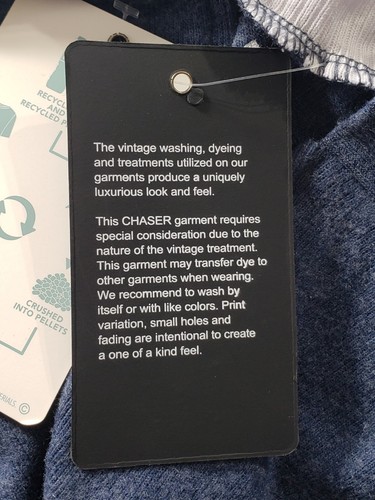 RECYCLED
AND
RECYCLED
The vintage washing, dyeing
and treatments utilized on our
garments produce a uniquely
luxurious look and feel.
This CHASER garment requires
special consideration due to the
nature of the vintage treatment.
This garment may transfer dye to
other garments when wearing.
We recommend to wash by
itself or with like colors. Print
variation, small holes and
fading are intentional to create
a one of a kind feel.
CRUSHED
INTO PELLETS
©